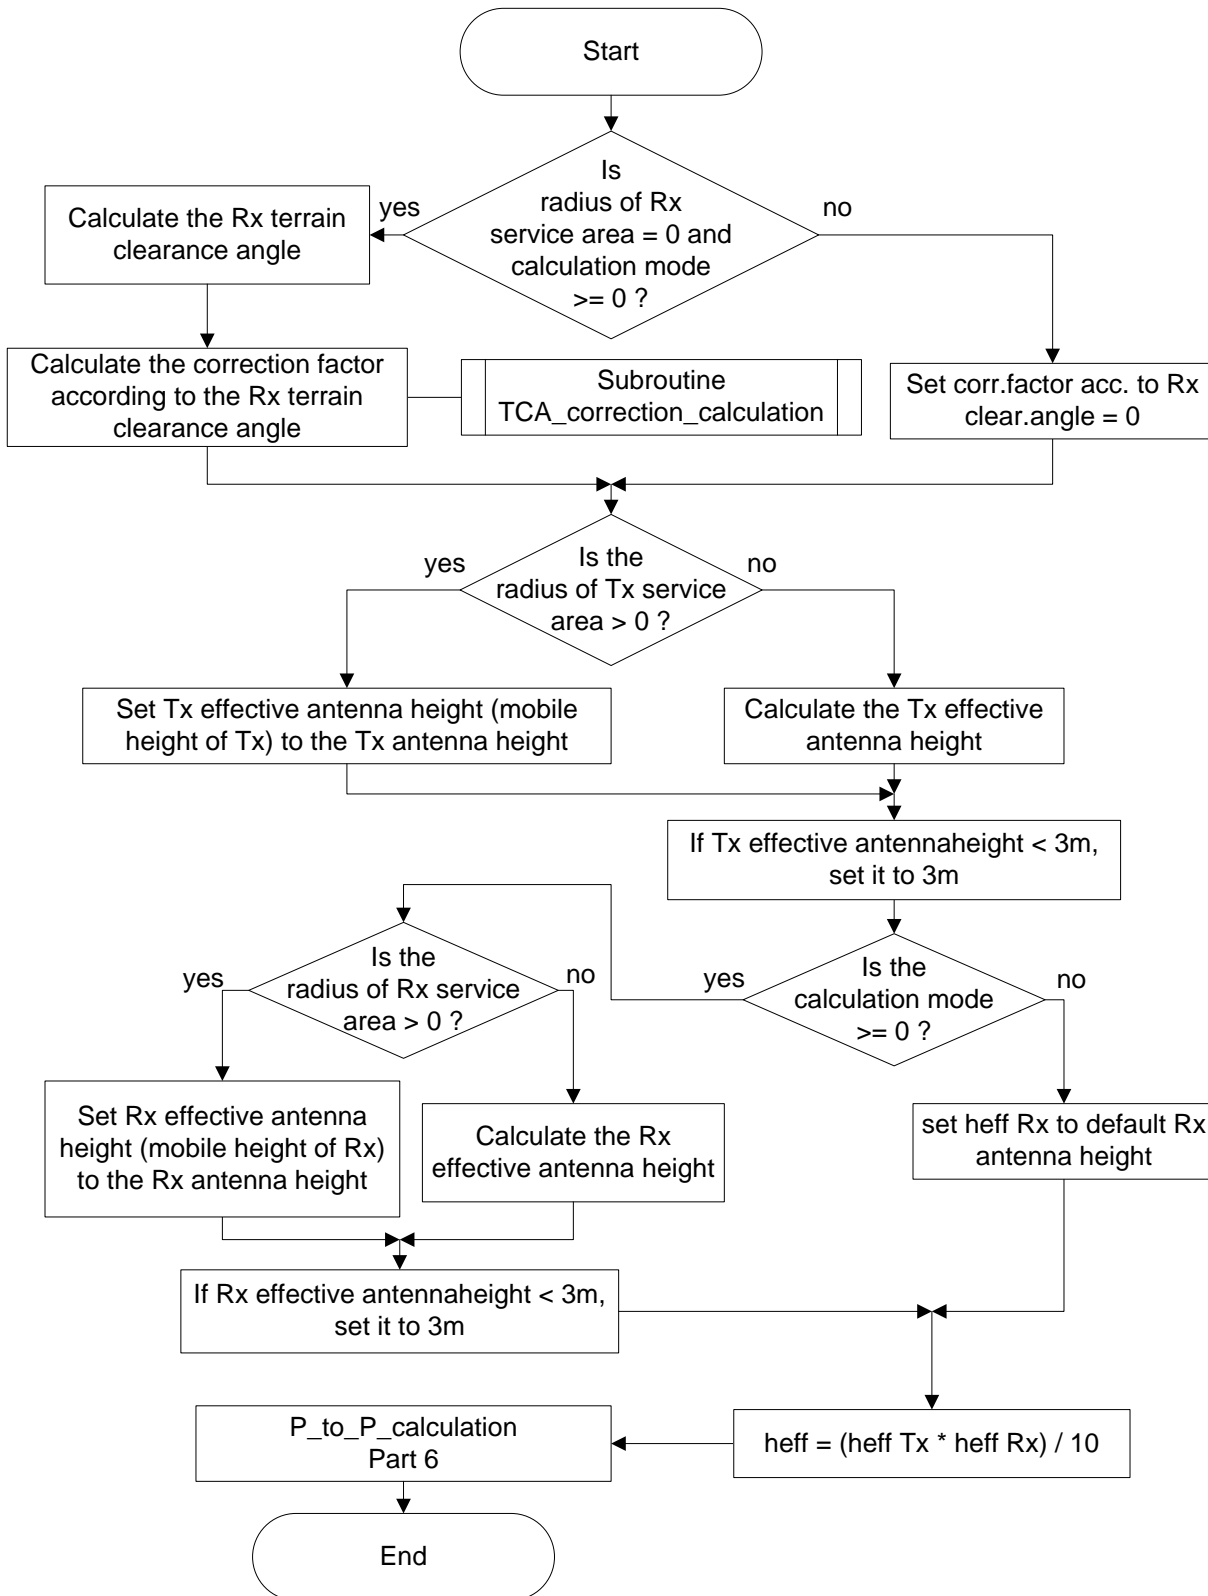 Start
Is
radius of Rx
service area = 0 and
calculation mode
>= 0 ?
yes
no
Calculate the Rx terrain
clearance angle
Calculate the correction factor
according to the Rx terrain
clearance angle
Subroutine
TCA_correction_calculation
Set corr.factor acc. to Rx
clear.angle = 0
Is the
radius of Tx service
area > 0 ?
yes
no
Set Tx effective antenna height (mobile
height of Tx) to the Tx antenna height
Calculate the Tx effective
antenna height
If Tx effective antennaheight < 3m,
set it to 3m
Is the
calculation mode
>= 0 ?
yes
no
Is the
radius of Rx service
area > 0 ?
yes
no
Set Rx effective antenna
height (mobile height of Rx)
to the Rx antenna height
Calculate the Rx
effective antenna height
set heff Rx to default Rx
antenna height
If Rx effective antennaheight < 3m,
set it to 3m
heff = (heff Tx * heff Rx) / 10
P_to_P_calculation
Part 6
End